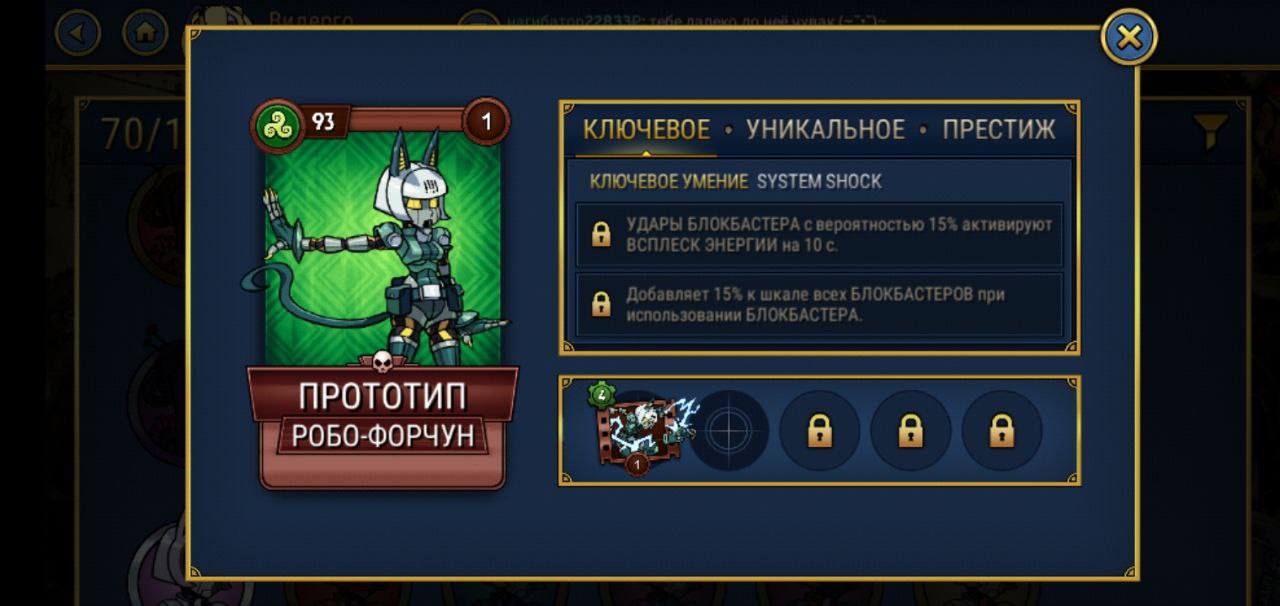 Видерго
нагибатор22833Р: тебе далеко до неё чувак (~˘▾˘)~
70/1
93
1
КЛЮЧЕВОЕ • УНИКАЛЬНОЕ • ПРЕСТИЖ
КЛЮЧЕВОЕ УМЕНИЕ SYSTEM SHOCK
УДАРЫ БЛОКБАСТЕРА с вероятностью 15% активируют
ВСПЛЕСК ЭНЕРГИИ на 10 с.
Добавляет 15% к шкале всех БЛОКБАСТЕРОВ при
использовании БЛОКБАСТЕРА.
ПРОТОТИП
РОБО-ФОРЧУН
4
1